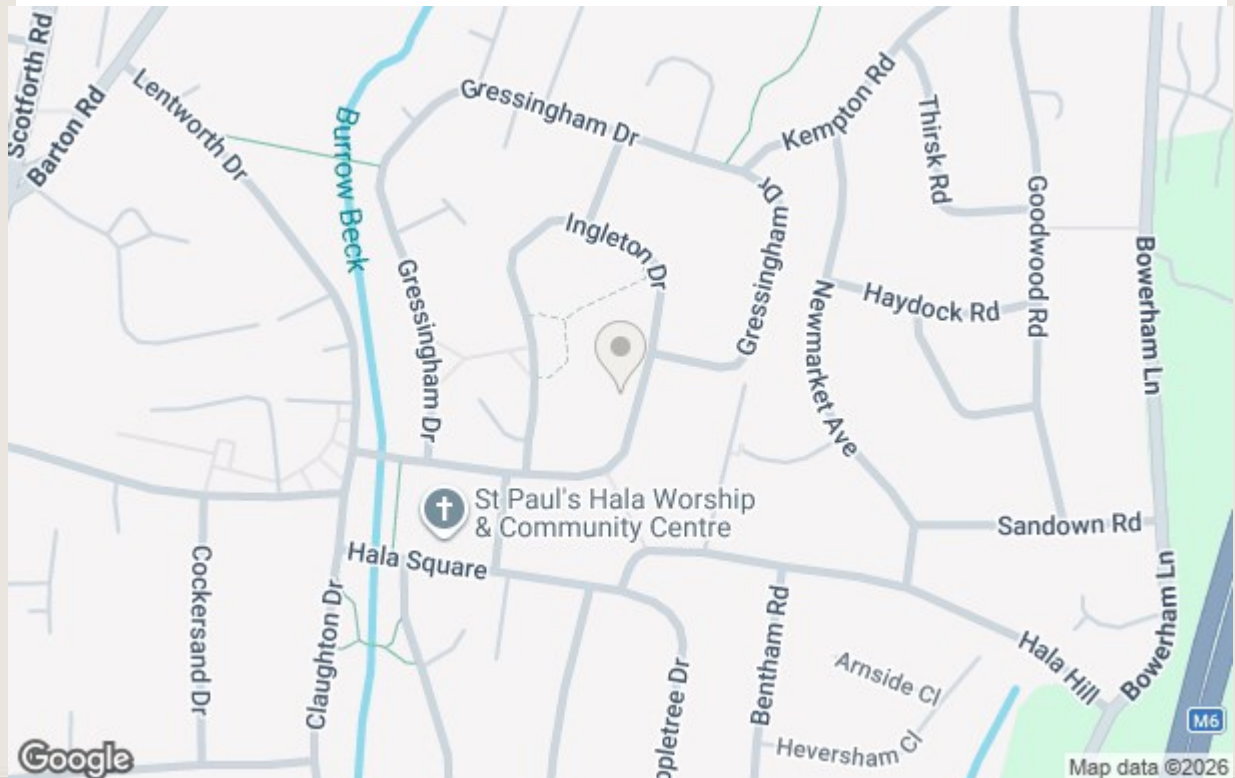 Scotforth Rd
Barton Rd
Lentworth Dr
Burrow Beck
Gressingham Dr
Kempton Rd
Thirsk Rd
Goodwood Rd
Bowerham Ln
Ingleton Dr
Gressingham Dr
Gressingham Dr
Newmarket Ave
Haydock Rd
St Paul's Hala Worship
& Community Centre
Sandown Rd
Hala Square
Cockersand Dr
Claughton Dr
Bentham Rd
Bowerham Ln
Hala Hill
Arnside Cl
ppletree Dr
Heversham Cl
M6
Google
Map data ©2026